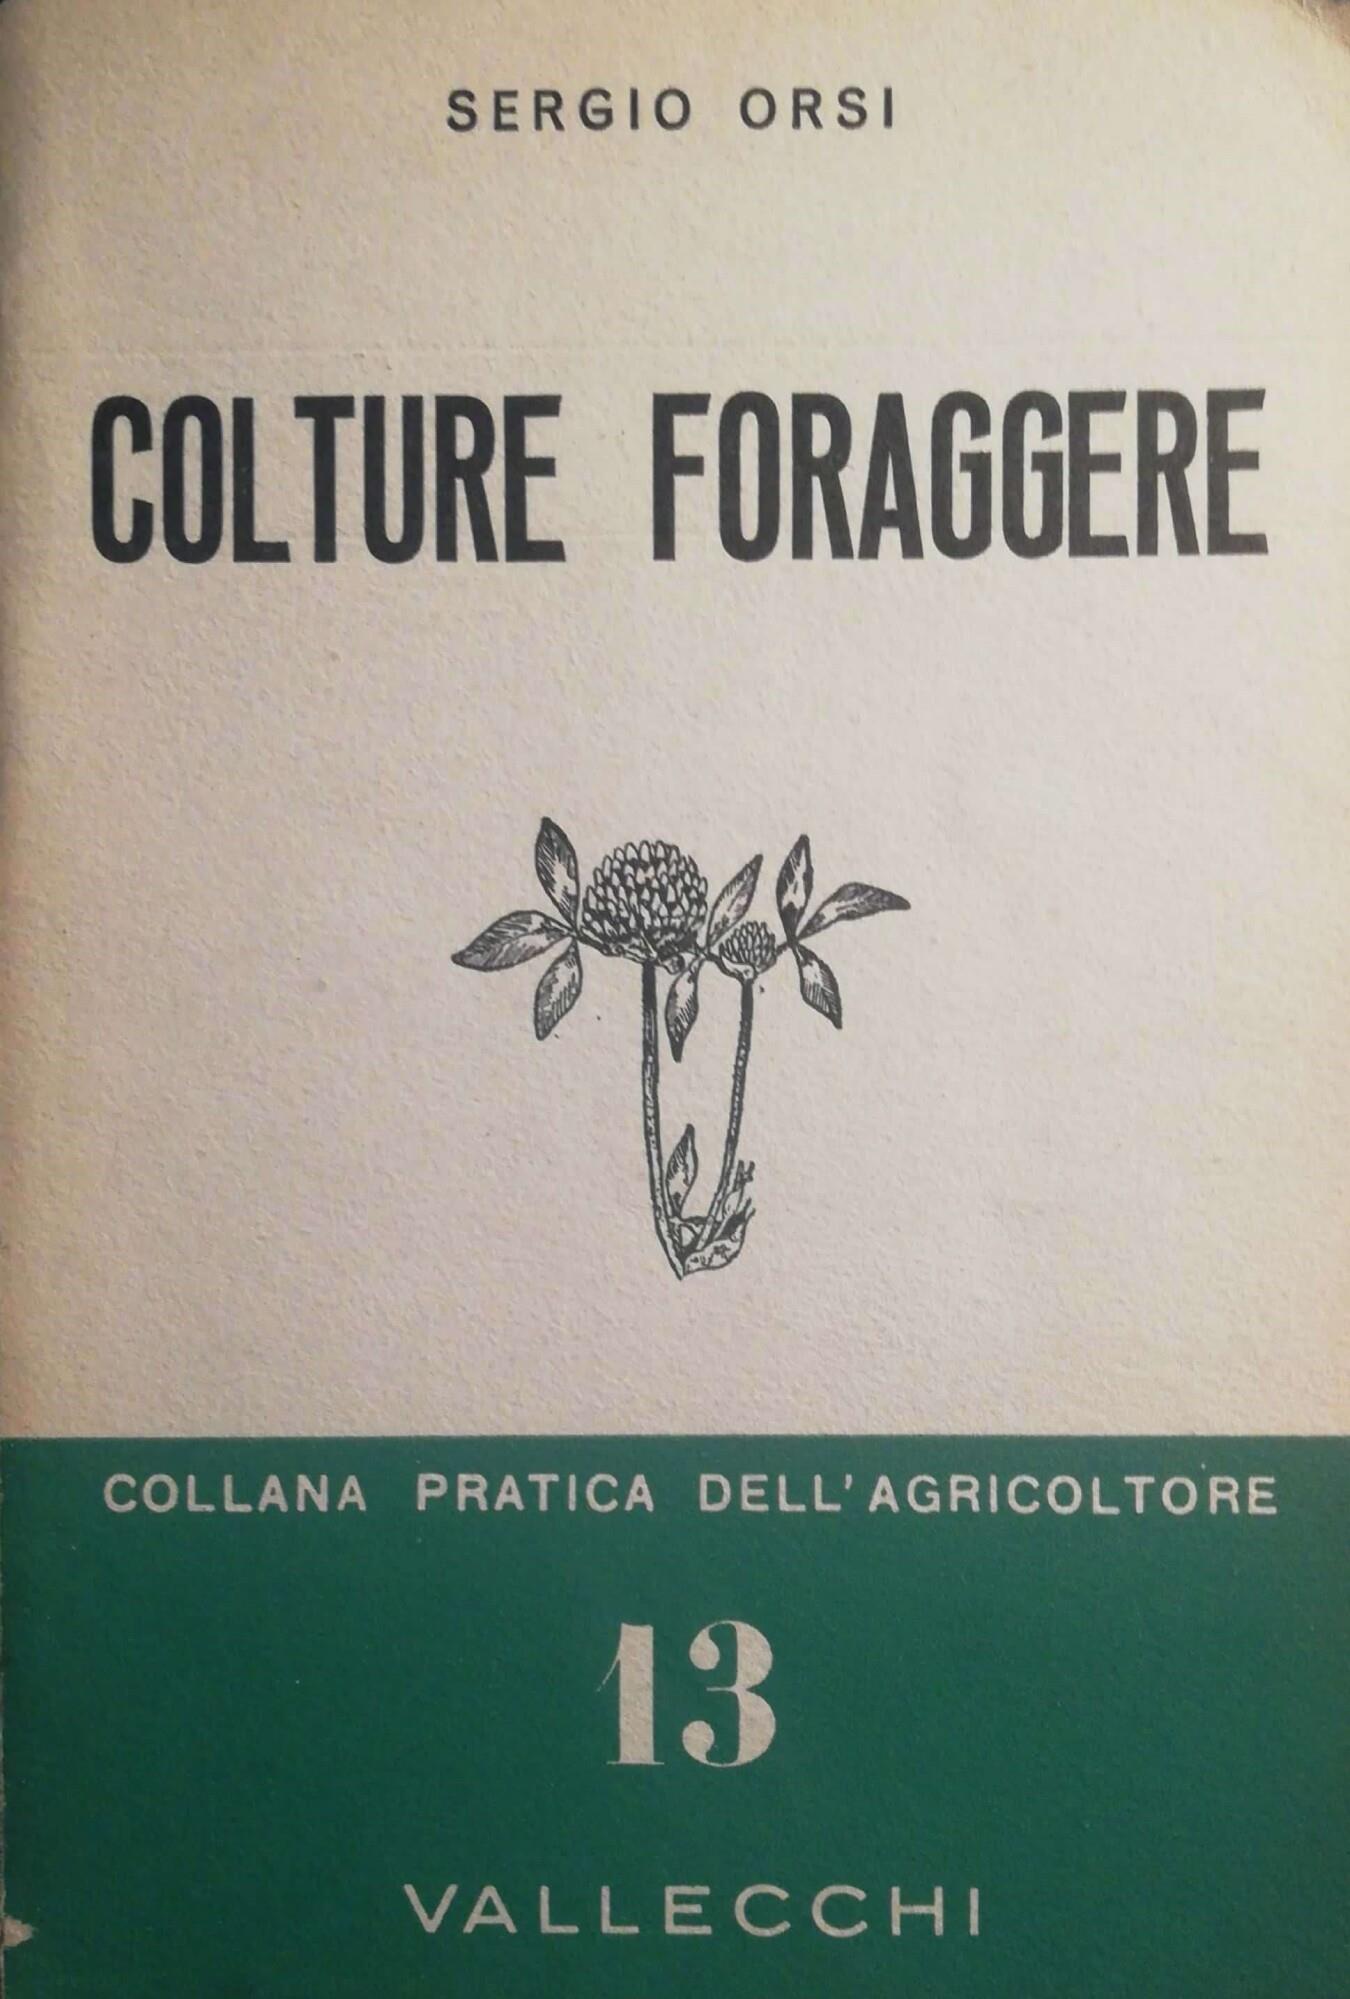 SERGIO ORSI
COLTURE FORAGGERE
COLLANA PRATICA DELL'AGRICOLTORE
13
VALLECCHI